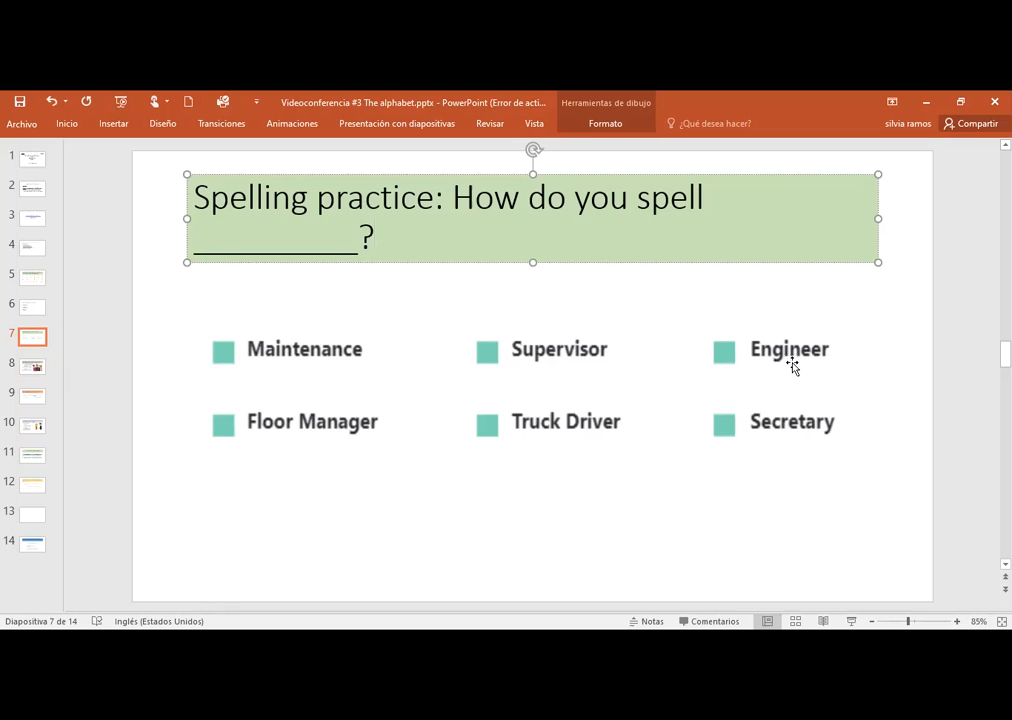 Videoconferencia #3 The alphabet.pptx - PowerPoint (Error de acti...
Herramientas de dibujo
Archivo Inicio Insertar Diseño Transiciones Animaciones Presentación con diapositivas Revisar Vista Formato ¿Qué desea hacer? silvia ramos Compartir
1
2
3
4
5
6
7
8
9
10
11
12
13
14
Spelling practice: How do you spell
__________?
Maintenance Supervisor Engineer
Floor Manager Truck Driver Secretary
Diapositiva 7 de 14 Inglés (Estados Unidos) Notas Comentarios 85%